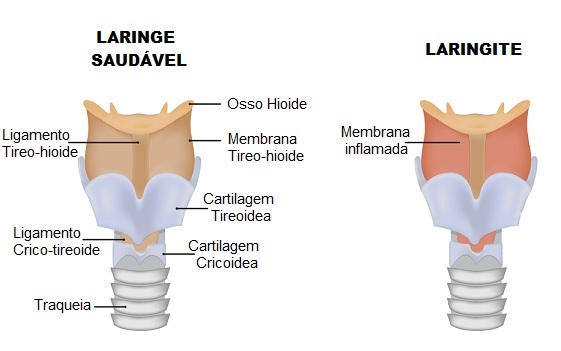 LARINGE
SAUDÁVEL
LARINGITE
Osso Hioide
Ligamento
Tireo-hioide
Membrana
Tireo-hioide
Membrana
inflamada
Cartilagem
Tireoidea
Ligamento
Crico-tireoide
Cartilagem
Cricoidea
Traqueia